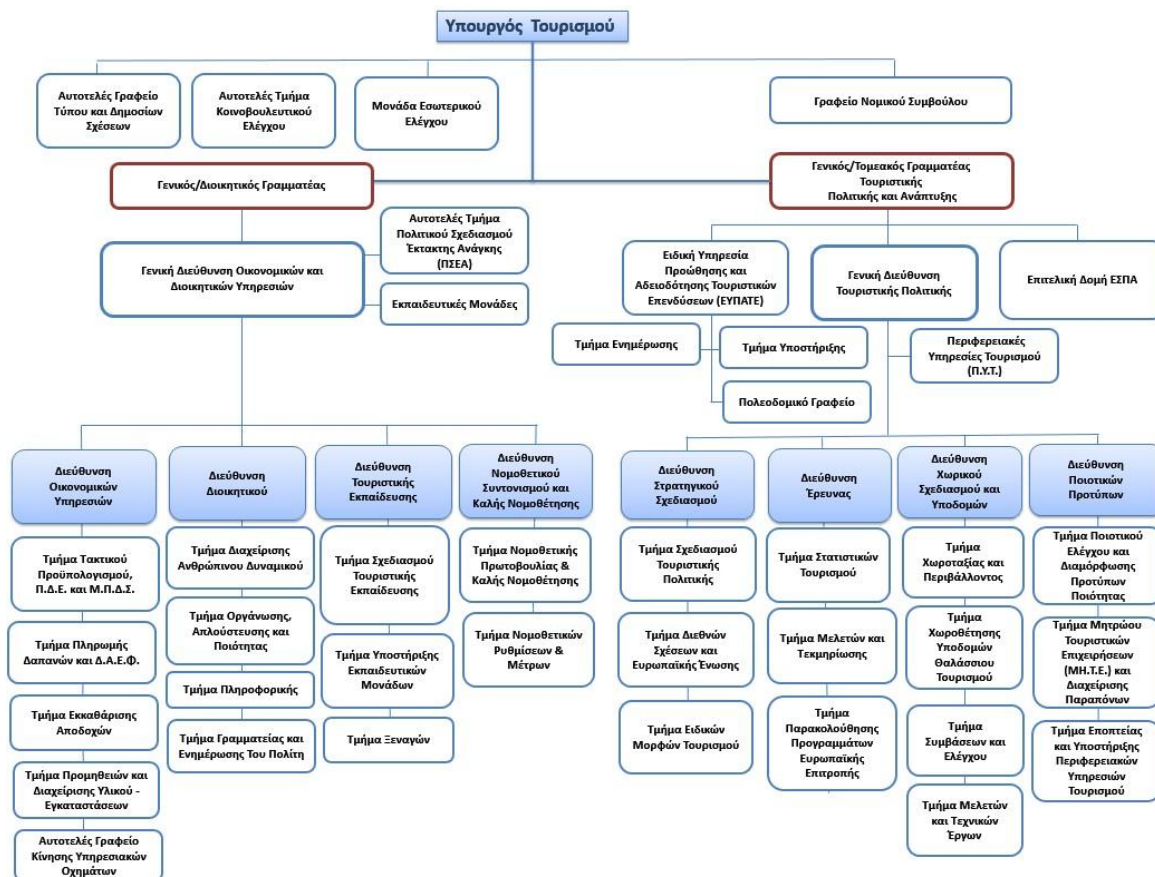 Υπουργός Τουρισμού
Αυτοτελές Γραφείο
Τύπου και Δημοσίων
Σχέσεων
Αυτοτελές Τμήμα
Κοινοβουλευτικού
Ελέγχου
Μονάδα Εσωτερικού
Ελέγχου
Γραφείο Νομικού Συμβούλου
Γενικός/Διοικητικός Γραμματέας
Γενικός/Τομεακός Γραμματέας
Τουριστικής
Πολιτικής και Ανάπτυξης
Αυτοτελές Τμήμα
Πολιτικού Σχεδιασμού
Έκτακτης Ανάγκης
(ΠΣΕΑ)
Γενική Διεύθυνση Οικονομικών και
Διοικητικών Υπηρεσιών
Εκπαιδευτικές Μονάδες
Ειδική Υπηρεσία
Προώθησης και
Αδειοδότησης Τουριστικών
Επενδύσεων (ΕΥΠΑΤΕ)
Γενική Διεύθυνση
Τουριστικής Πολιτικής
Επιτελική Δομή ΕΣΠΑ
Τμήμα Ενημέρωσης
Τμήμα Υποστήριξης
Περιφερειακές
Υπηρεσίες Τουρισμού
(Π.Υ.Τ.)
Πολεοδομικό Γραφείο
Διεύθυνση
Οικονομικών
Υπηρεσιών
Τμήμα Τακτικού
Προϋπολογισμού,
Π.Δ.Ε. και Μ.Π.Δ.Σ.
Τμήμα Πληρωμής
Δαπανών και Δ.Α.Ε.Φ.
Τμήμα Εκκαθάρισης
Αποδοχών
Τμήμα Προμηθειών και
Διαχείρισης Υλικού -
Εγκαταστάσεων
Αυτοτελές Γραφείο
Κίνησης Υπηρεσιακών
Οχημάτων
Διεύθυνση
Διοικητικού
Τμήμα Διαχείρισης
Ανθρώπινου Δυναμικού
Τμήμα Οργάνωσης,
Απλούστευσης και
Ποιότητας
Τμήμα Πληροφορικής
Τμήμα Γραμματείας και
Ενημέρωσης Του Πολίτη
Διεύθυνση
Τουριστικής
Εκπαίδευσης
Τμήμα Σχεδιασμού
Τουριστικής
Εκπαίδευσης
Τμήμα Υποστήριξης
Εκπαιδευτικών
Μονάδων
Τμήμα Ξεναγών
Διεύθυνση
Νομοθετικού
Συντονισμού και
Καλής Νομοθέτησης
Τμήμα Νομοθετικής
Πρωτοβουλίας &
Καλής Νομοθέτησης
Τμήμα Νομοθετικών
Ρυθμίσεων &
Μέτρων
Διεύθυνση
Στρατηγικού
Σχεδιασμού
Τμήμα Σχεδιασμού
Τουριστικής
Πολιτικής
Τμήμα Διεθνών
Σχέσεων και
Ευρωπαϊκής Ένωσης
Τμήμα Ειδικών
Μορφών Τουρισμού
Διεύθυνση
Έρευνας
Τμήμα Στατιστικών
Τουρισμού
Τμήμα Μελετών και
Τεκμηρίωσης
Τμήμα
Παρακολούθησης
Προγραμμάτων
Ευρωπαϊκής
Επιτροπής
Διεύθυνση
Χωρικού
Σχεδιασμού και
Υποδομών
Τμήμα
Χωροταξίας και
Περιβάλλοντος
Τμήμα
Χωροθέτησης
Υποδομών
Θαλάσσιου
Τουρισμού
Τμήμα
Συμβάσεων και
Ελέγχου
Τμήμα Μελετών
και Τεχνικών
Έργων
Διεύθυνση
Ποιοτικών
Προτύπων
Τμήμα Ποιοτικού
Ελέγχου και
Διαμόρφωσης
Προτύπων
Ποιότητας
Τμήμα Μητρώου
Τουριστικών
Επιχειρήσεων
(ΜΗ.Τ.Ε.) και
Διαχείρισης
Παραπόνων
Τμήμα Εποπτείας
και Υποστήριξης
Περιφερειακών
Υπηρεσιών
Τουρισμού